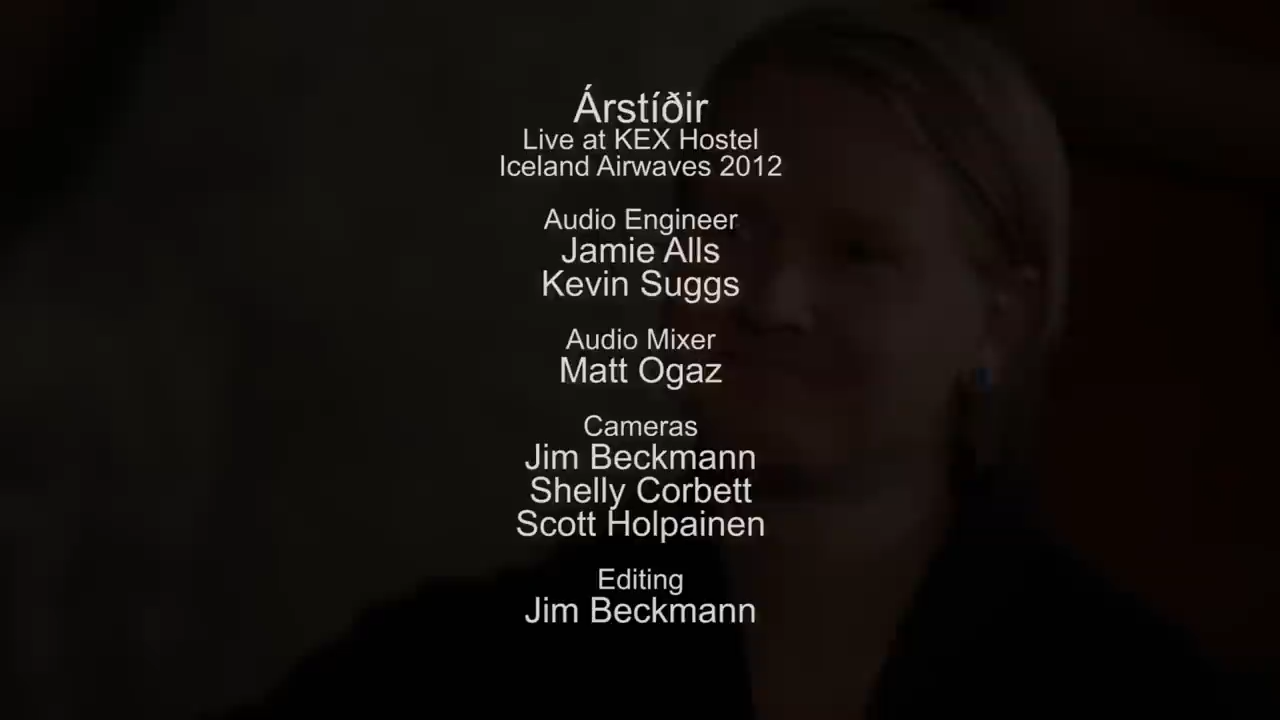 Árstíðir
Live at KEX Hostel
Iceland Airwaves 2012
Audio Engineer
Jamie Alls
Kevin Suggs
Audio Mixer
Matt Ogaz
Cameras
Jim Beckmann
Shelly Corbett
Scott Holpainen
Editing
Jim Beckmann